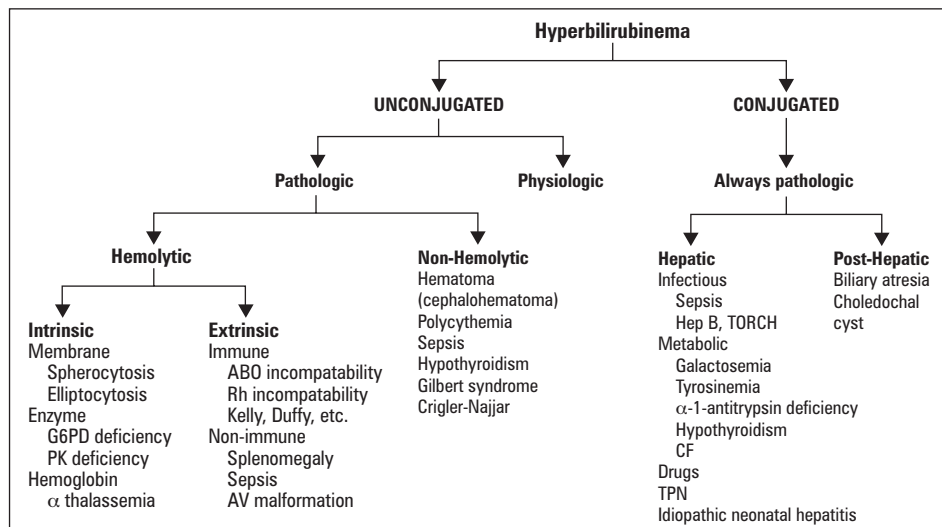 Hyperbilirubinema
UNCONJUGATED
CONJUGATED
Pathologic
Physiologic
Always pathologic
Hemolytic
Intrinsic
Membrane
Spherocytosis
Elliptocytosis
Enzyme
G6PD deficiency
PK deficiency
Hemoglobin
α thalassemia
Extrinsic
Immune
ABO incompatability
Rh incompatability
Kelly, Duffy, etc.
Non-immune
Splenomegaly
Sepsis
AV malformation
Non-Hemolytic
Hematoma
(cephalohematoma)
Polycythemia
Sepsis
Hypothyroidism
Gilbert syndrome
Crigler-Najjar
Hepatic
Infectious
Sepsis
Hep B, TORCH
Metabolic
Galactosemia
Tyrosinemia
α-1-antitrypsin deficiency
Hypothyroidism
CF
Drugs
TPN
Idiopathic neonatal hepatitis
Post-Hepatic
Biliary atresia
Choledochal
cyst